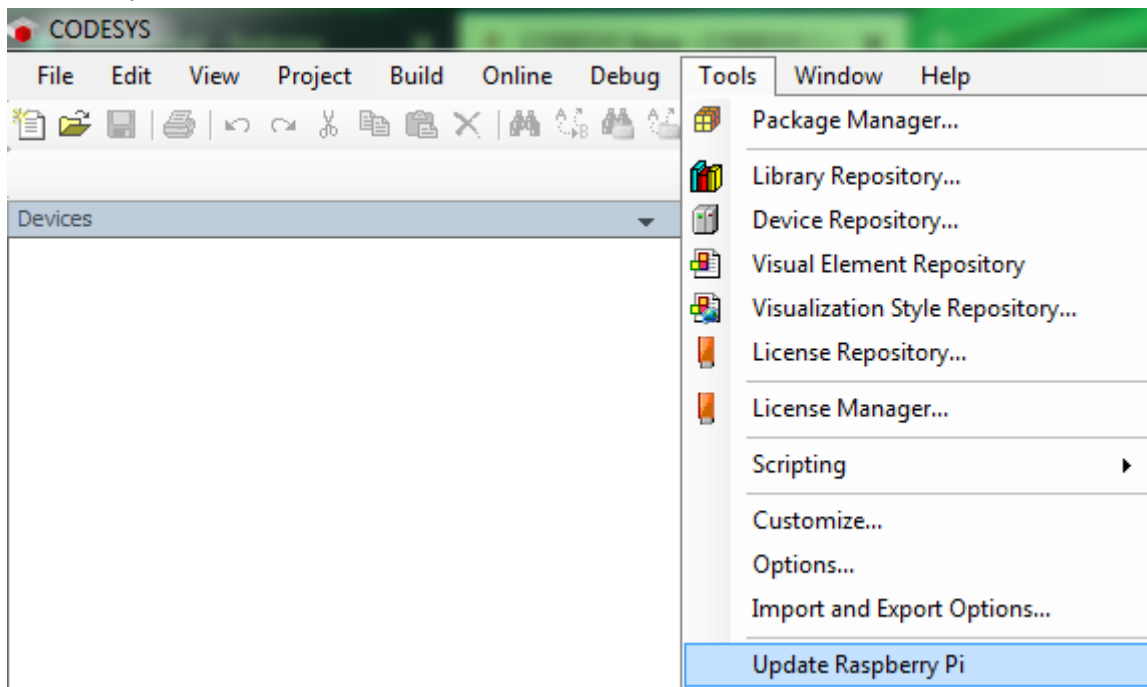 CODESYS
File Edit View Project Build Online Debug Tools Window Help
Devices
Package Manager...
Library Repository...
Device Repository...
Visual Element Repository
Visualization Style Repository...
License Repository...
License Manager...
Scripting
Customize...
Options...
Import and Export Options...
Update Raspberry Pi